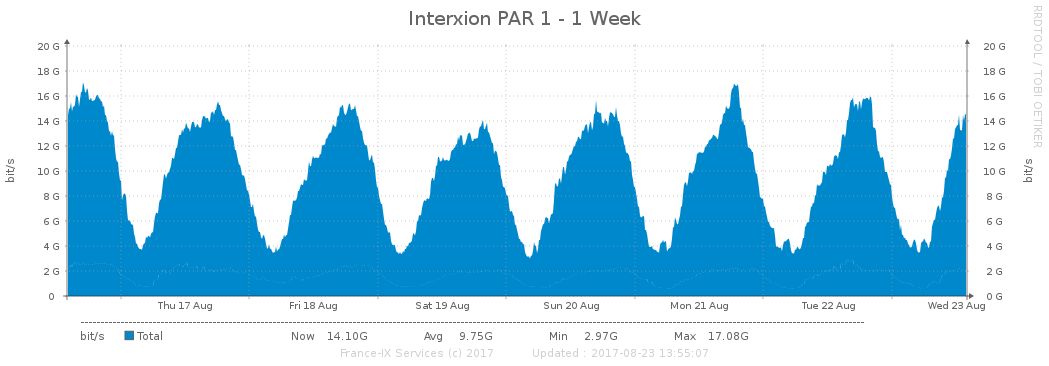 Interxion PAR 1 - 1 Week
RRDTOOL / TOBI OETIKER
20 G 20 G
18 G 18 G
16 G 16 G
14 G 14 G
12 G 12 G
10 G 10 G
8 G 8 G
6 G 6 G
4 G 4 G
2 G 2 G
0 0 G
bit/s bit/s
Thu 17 Aug Fri 18 Aug Sat 19 Aug Sun 20 Aug Mon 21 Aug Tue 22 Aug Wed 23 Aug
bit/s Total Now 14.10G Avg 9.75G Min 2.97G Max 17.08G
France-IX Services (c) 2017 Updated : 2017-08-23 13:55:07